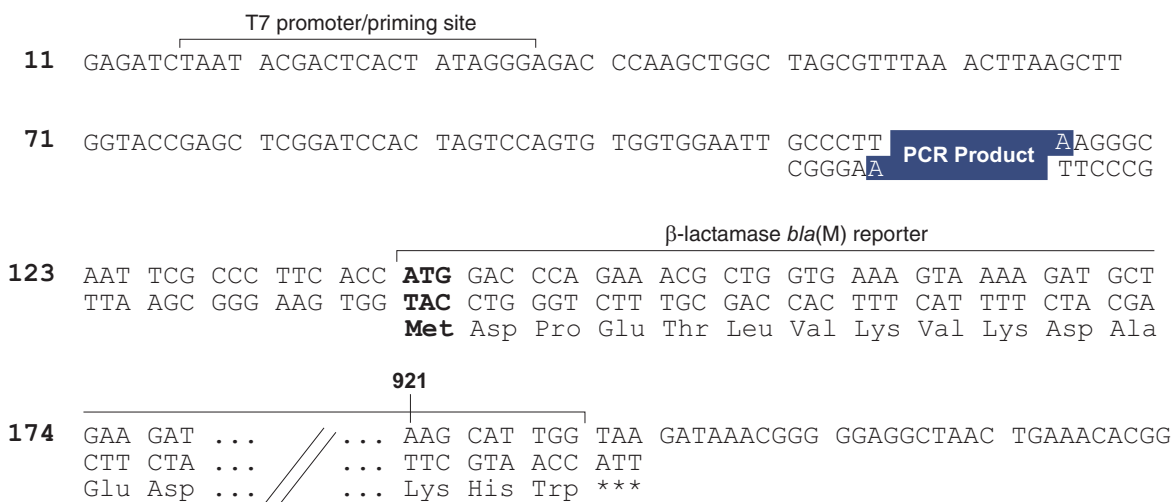 T7 promoter/priming site
11 GAGATCTAAT ACGACTCACT ATAGGGAGAC CCAAGCTGGC TAGCGTTTAA ACTTAAGCTT
71 GGTACCGAGC TCGGATCCAC TAGTCCAGTG TGGTGGAATT GCCCTT PCR Product AAGGGC
CGGGAA TTCCCG
β-lactamase bla(M) reporter
123 AAT TCG CCC TTC ACC ATG GAC CCA GAA ACG CTG GTG AAA GTA AAA GAT GCT
TTA AGC GGG AAG TGG TAC CTG GGT CTT TGC GAC CAC TTT CAT TTT CTA CGA
Met Asp Pro Glu Thr Leu Val Lys Val Lys Asp Ala
921
174 GAA GAT ... // ... AAG CAT TGG TAA GATAAACGGG GGAGGCTAAC TGAAACACGG
CTT CTA ... ... TTC GTA ACC ATT
Glu Asp ... ... Lys His Trp ***